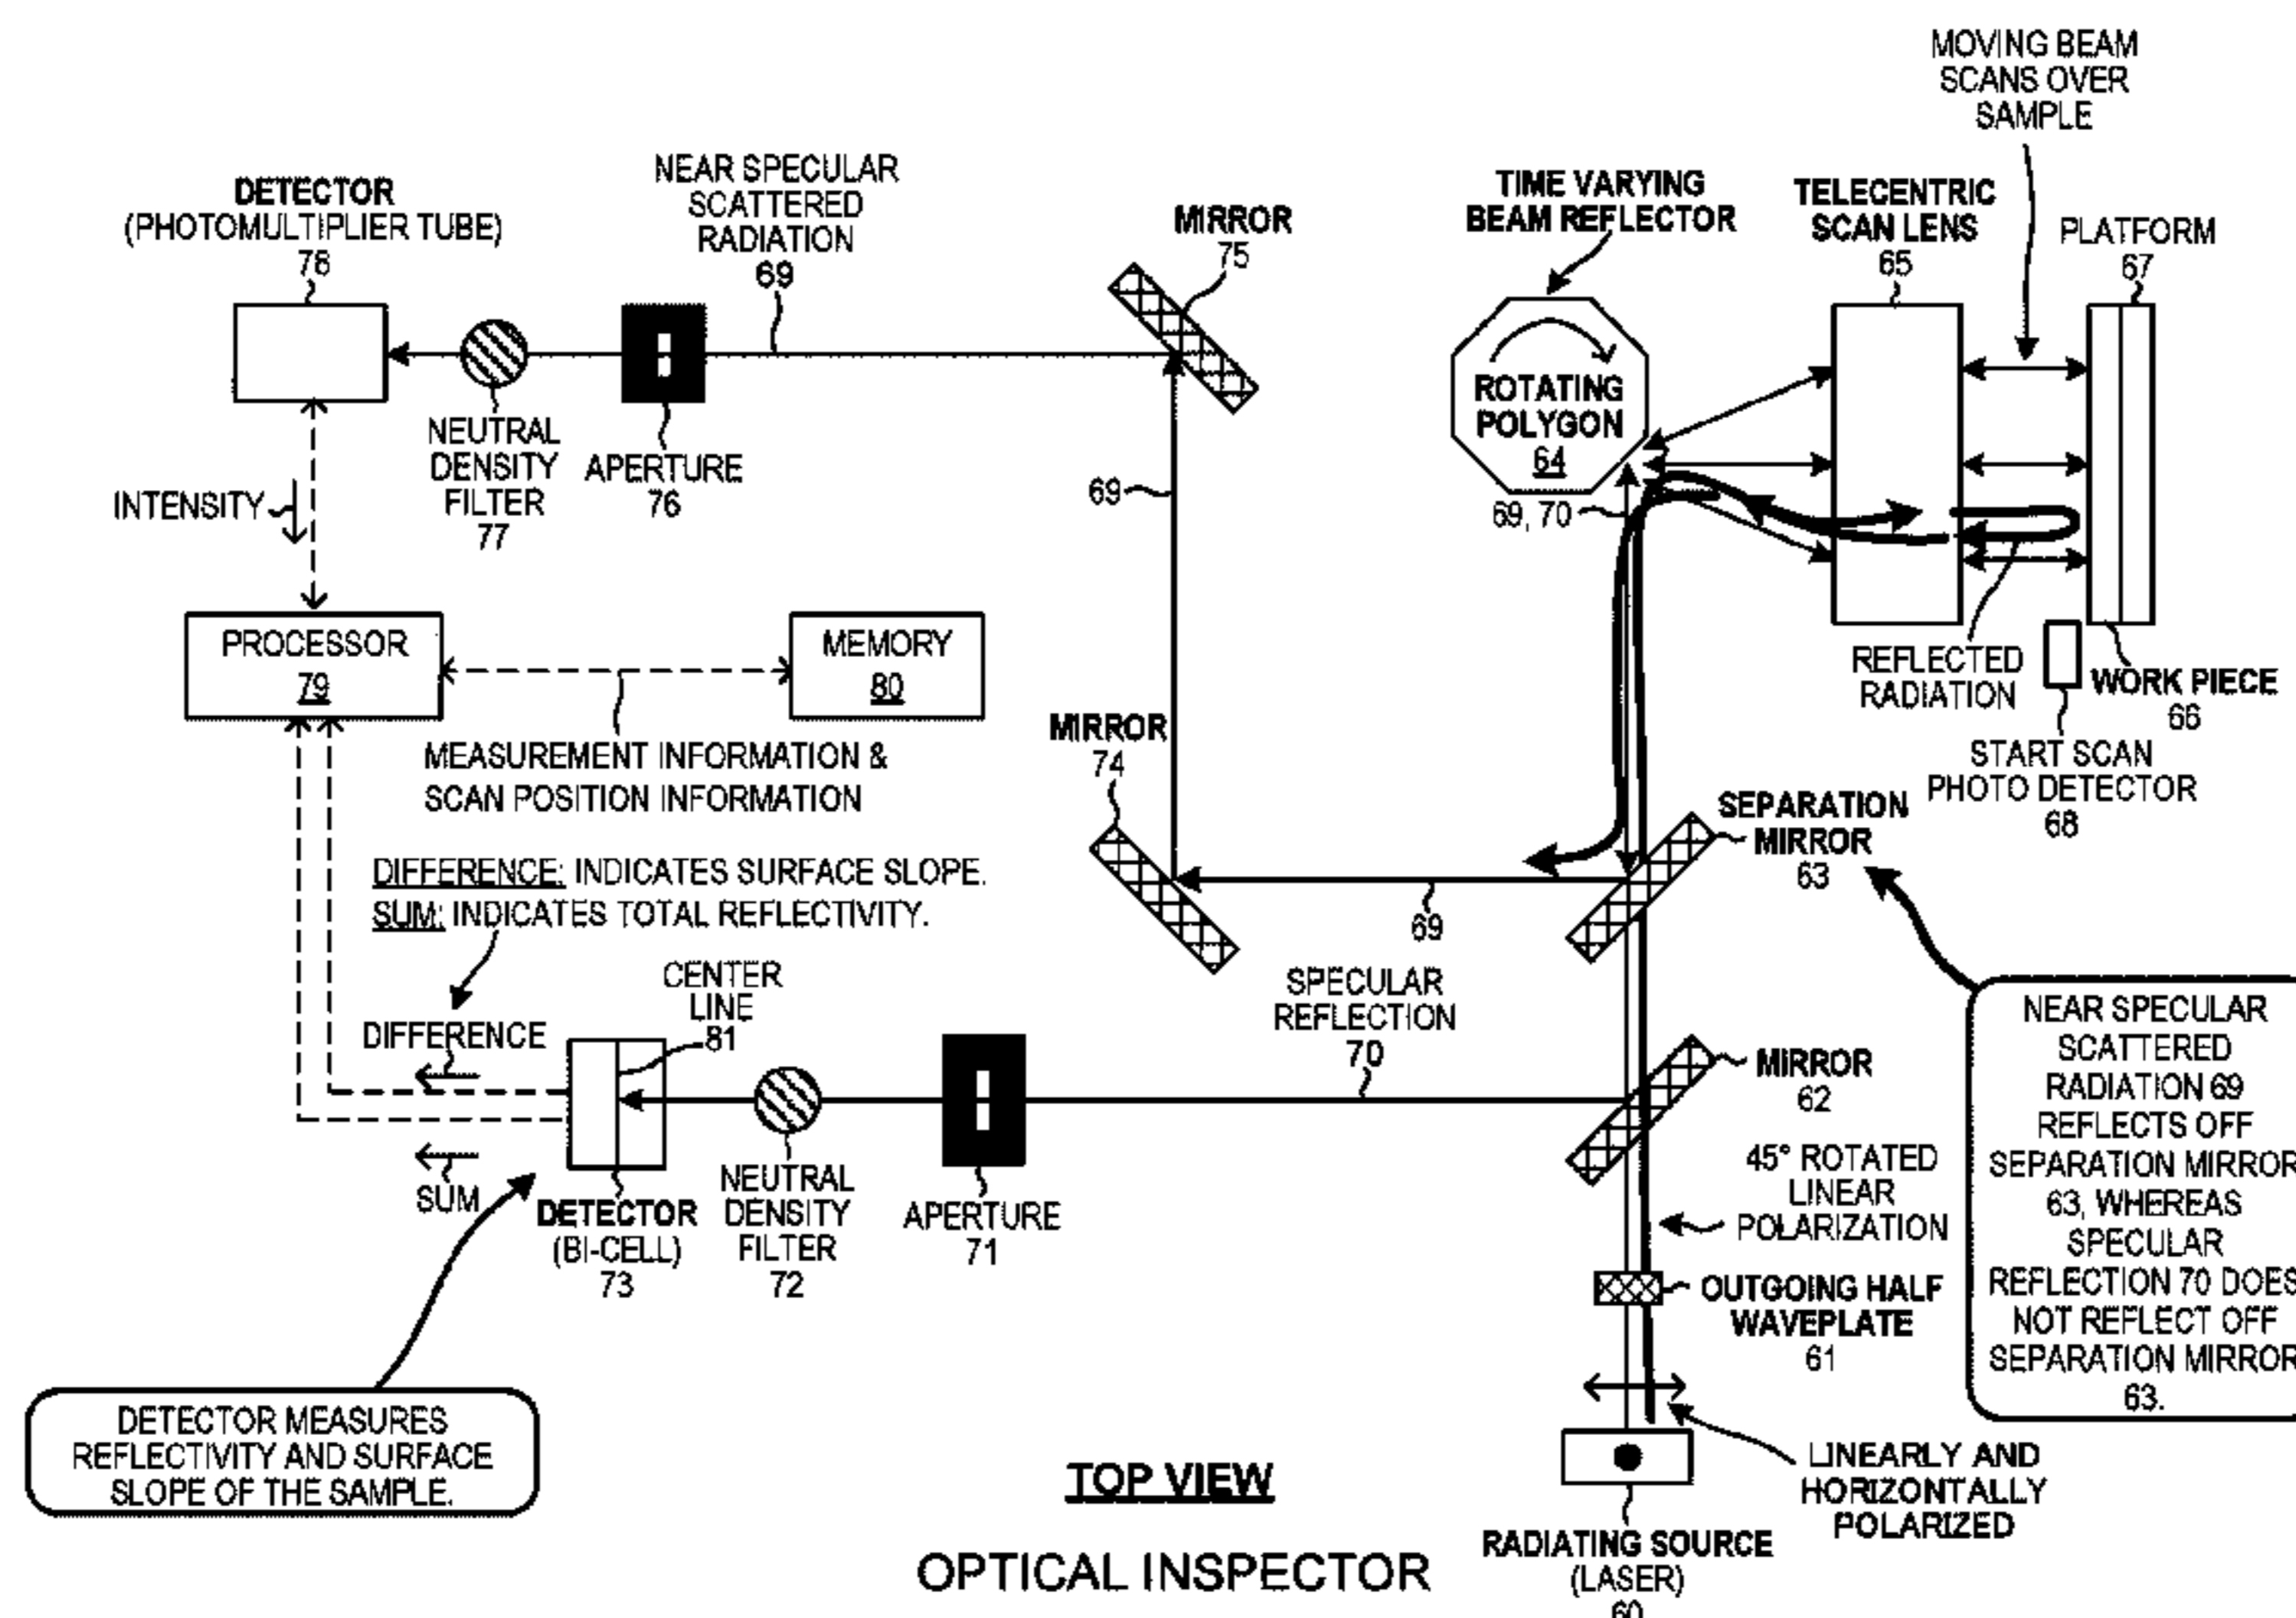 MOVING BEAM
SCANS OVER
SAMPLE
NEAR SPECULAR
SCATTERED
RADIATION
69
DETECTOR
(PHOTOMULTIPLIER TUBE)
78
MIRROR
75
TIME VARYING
BEAM REFLECTOR
TELECENTRIC
SCAN LENS
65
PLATFORM
67
ROTATING
POLYGON
64
NEUTRAL
DENSITY
FILTER
77
APERTURE
76
INTENSITY
69
69, 70
PROCESSOR
79
MEMORY
80
REFLECTED
RADIATION
WORK PIECE
66
START SCAN
PHOTO DETECTOR
68
MEASUREMENT INFORMATION &
SCAN POSITION INFORMATION
MIRROR
74
SEPARATION
MIRROR
63
DIFFERENCE: INDICATES SURFACE SLOPE.
SUM: INDICATES TOTAL REFLECTIVITY.
69
CENTER
LINE
81
DIFFERENCE
SUM
SPECULAR
REFLECTION
70
MIRROR
62
NEAR SPECULAR
SCATTERED
RADIATION 69
REFLECTS OFF
SEPARATION MIRROR
63, WHEREAS
SPECULAR
REFLECTION 70 DOES
NOT REFLECT OFF
SEPARATION MIRROR
63.
DETECTOR
(BI-CELL)
73
NEUTRAL
DENSITY
FILTER
72
APERTURE
71
45° ROTATED
LINEAR
POLARIZATION
OUTGOING HALF
WAVEPLATE
61
DETECTOR MEASURES
REFLECTIVITY AND SURFACE
SLOPE OF THE SAMPLE.
LINEARLY AND
HORIZONTALLY
POLARIZED
TOP VIEW
OPTICAL INSPECTOR
RADIATING SOURCE
(LASER)
60